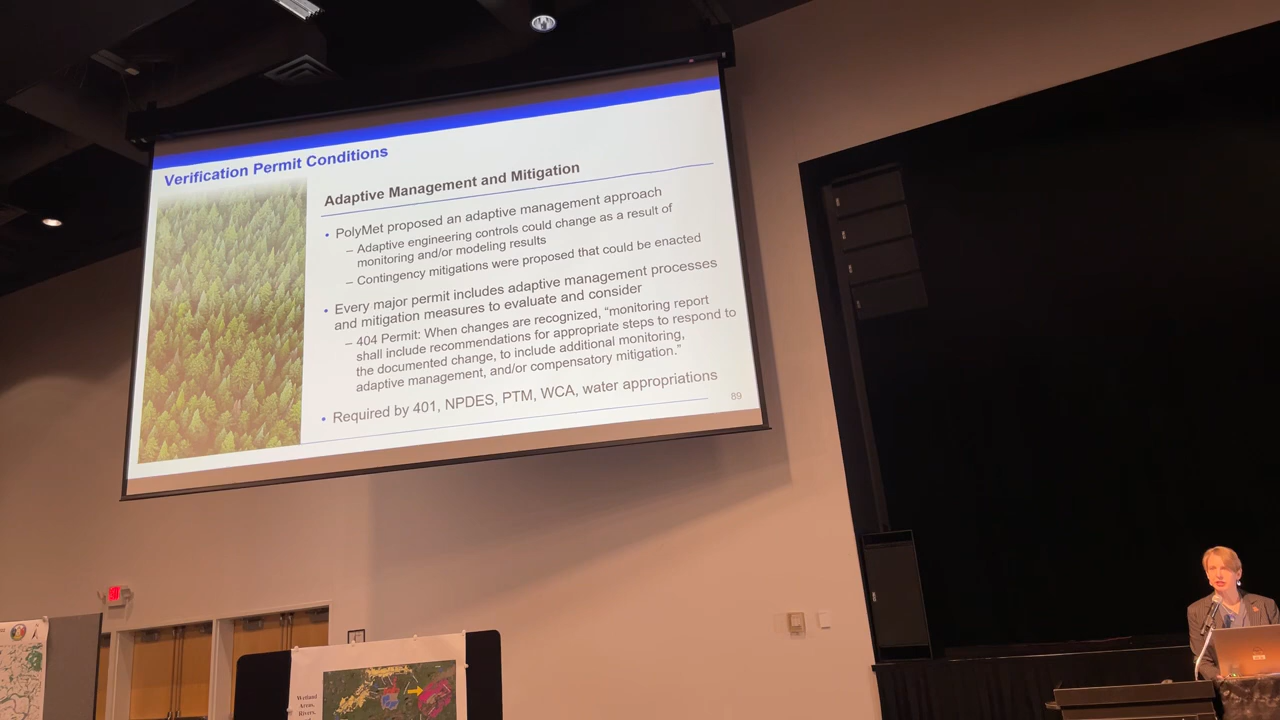 Verification Permit Conditions
Adaptive Management and Mitigation
• PolyMet proposed an adaptive management approach
– Adaptive engineering controls could change as a result of
monitoring and/or modeling results
– Contingency mitigations were proposed that could be enacted
• Every major permit includes adaptive management processes
and mitigation measures to evaluate and consider
– 404 Permit: When changes are recognized, “monitoring report
shall include recommendations for appropriate steps to respond to
the documented change, to include additional monitoring,
adaptive management, and/or compensatory mitigation.”
• Required by 401, NPDES, PTM, WCA, water appropriations
89
Wetland
Areas,
Rivers,